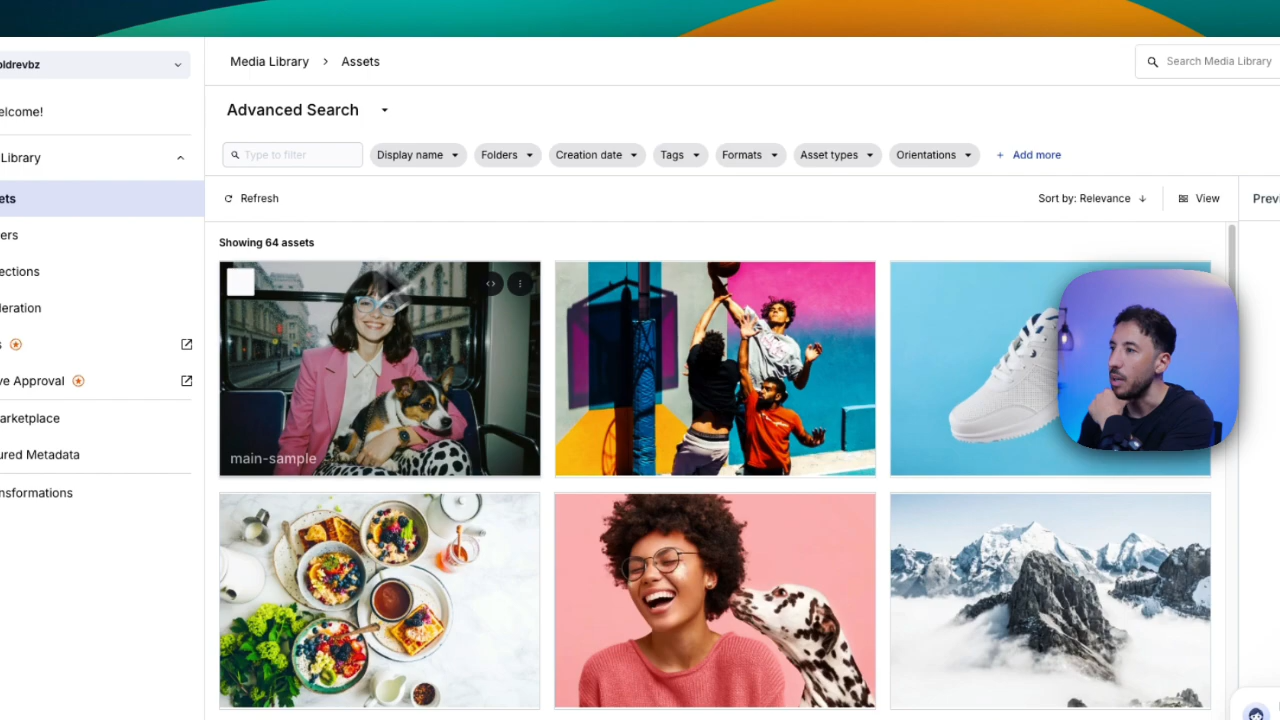 oldrevbz
elcome!
Library
ets
ers
ections
leration
s
ve Approval
arketplace
ured Metadata
nsformations
Media Library > Assets
Search Media Library
Advanced Search
Type to filter
Display name
Folders
Creation date
Tags
Formats
Asset types
Orientations
+ Add more
Refresh
Sort by: Relevance
View
Prev
Showing 64 assets
main-sample